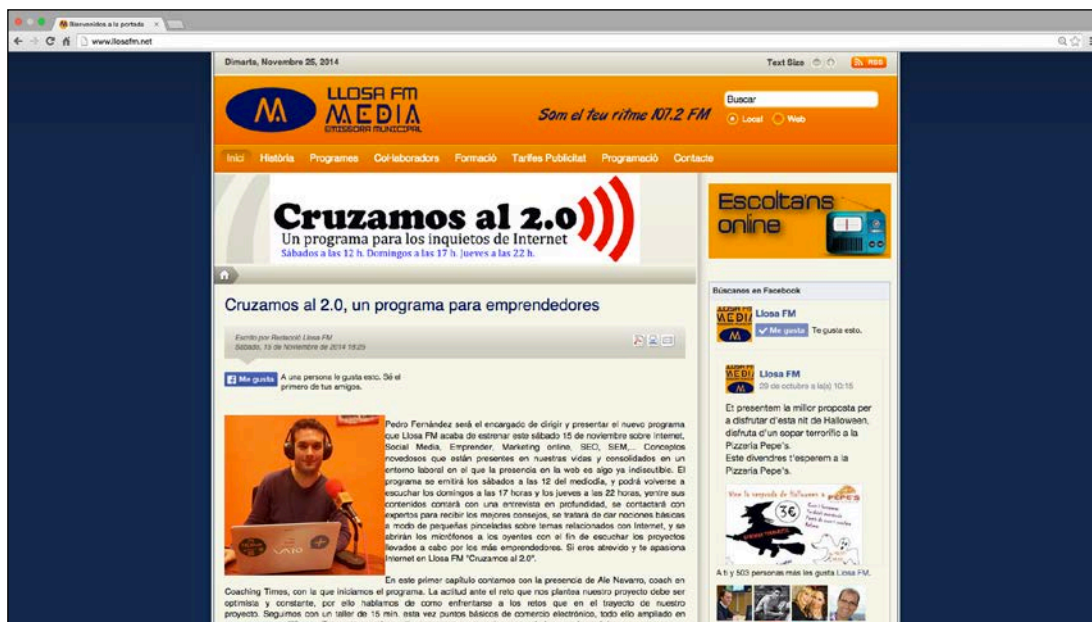 Bienvenidos a la portada
www.llosafm.net
Dimarts, Novembre 25, 2014
Text Size
RSS
LLOSA FM
MEDIA
EMISSORA MUNICIPAL
Som el teu ritme 107.2 FM
Buscar
Local Web
Inici Història Programes Col·laboradors Formació Tarifes Publicitat Programació Contacte
Cruzamos al 2.0
Un programa para los inquietos de Internet
Sábados a las 12 h. Domingos a las 17 h. Jueves a las 22 h.
Escolta'ns
online
Cruzamos al 2.0, un programa para emprendedores
Escrito por Redacció Llosa FM
Sábado, 15 de Noviembre de 2014 18:25
Me gusta A una persona le gusta esto. Sé el
primero de tus amigos.
Pedro Fernández será el encargado de dirigir y presentar el nuevo programa
que Llosa FM acaba de estrenar este sábado 15 de noviembre sobre Internet,
Social Media, Emprender, Marketing online, SEO, SEM,... Conceptos
novedosos que están presentes en nuestras vidas y consolidados en un
entorno laboral en el que la presencia en la web es algo ya indiscutible. El
programa se emitirá los sábados a las 12 del mediodía, y podrá volverse a
escuchar los domingos a las 17 horas y los jueves a las 22 horas, yentre sus
contenidos contará con una entrevista en profundidad, se contactará con
expertos para recibir los mejores consejos, se tratará de dar nociones básicas
a modo de pequeñas pinceladas sobre temas relacionados con Internet, y se
abrirán los micrófonos a los oyentes con el fin de escuchar los proyectos
llevados a cabo por los más emprendedores. Si eres atrevido y te apasiona
Internet en Llosa FM "Cruzamos al 2.0".
En este primer capítulo contamos con la presencia de Ale Navarro, coach en
Coaching Times, con la que iniciamos el programa. La actitud ante el reto que nos plantea nuestro proyecto debe ser
optimista y constante, por ello hablamos de como enfrentarse a los retos que en el trayecto de nuestro
proyecto. Seguimos con un taller de 15 min. esta vez puntos básicos de comercio electrónico, todo ello ampliado en
VAIO
Búscanos en Facebook
LLOSA FM
MEDIA
Llosa FM
Me gusta Te gusta esto.
MEDIA
Llosa FM
29 de octubre a la(s) 10:15
Et presentem la millor proposta per
a disfrutar d'esta nit de Halloween,
disfruta d'un sopar terrorífic a la
Pizzeria Pepe's.
Este divendres t'esperem a la
Pizzeria Pepe's.
PEPE'S
3€
A ti y 503 personas más les gusta Llosa FM.